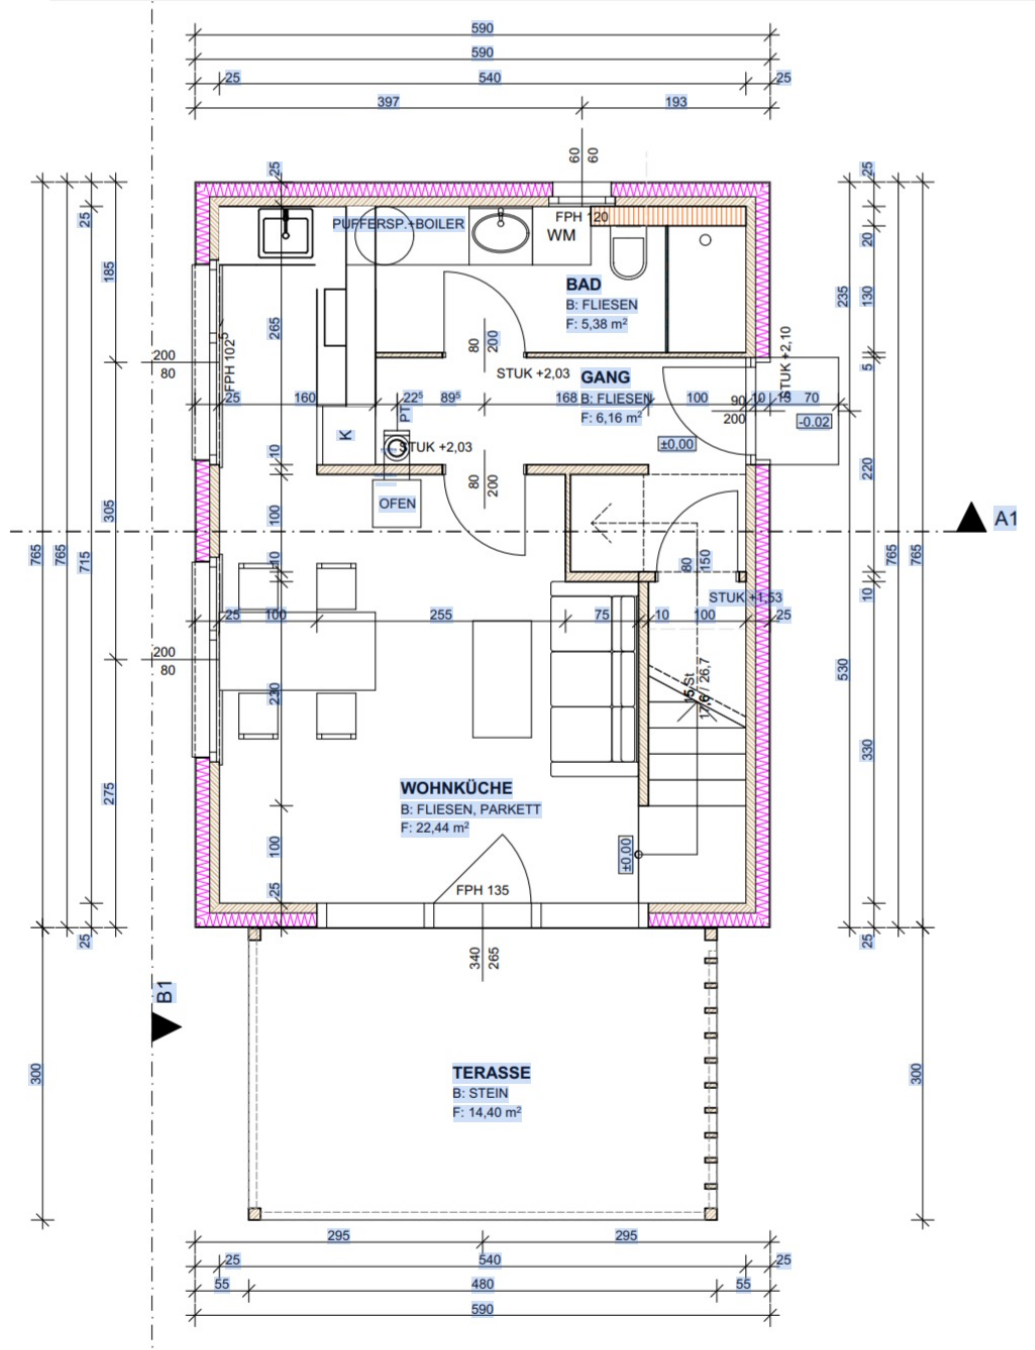 590
590
25 540 25
397 193
60 60
25
25
25
PUFFERSP.+BOILER
FPH 120
WM
20
185
BAD
B: FLIESEN
F: 5,38 m²
235
130
265
80 200
STUK +2,10
FPH 102⁵
200
80
STUK +2,03
GANG
B: FLIESEN
F: 6,16 m²
5
25 160 22⁵ 89⁵ 168 100 10 15 70
90
200
-0.02
PT
K
STUK +2,03
±0,00
10
80 200
220
OFEN
305
100
A1
765 765 715
10
80 150
765 765
STUK +1,53
10
25 100 255 75 10 100 25
200
80
530
230
15 St
17,6 / 26,7
330
275
WOHNKÜCHE
B: FLIESEN, PARKETT
F: 22,44 m²
100
±0,00
25
FPH 135
25
25
340 265
B1
300
TERASSE
B: STEIN
F: 14,40 m²
300
295 295
25 540 25
55 480 55
590